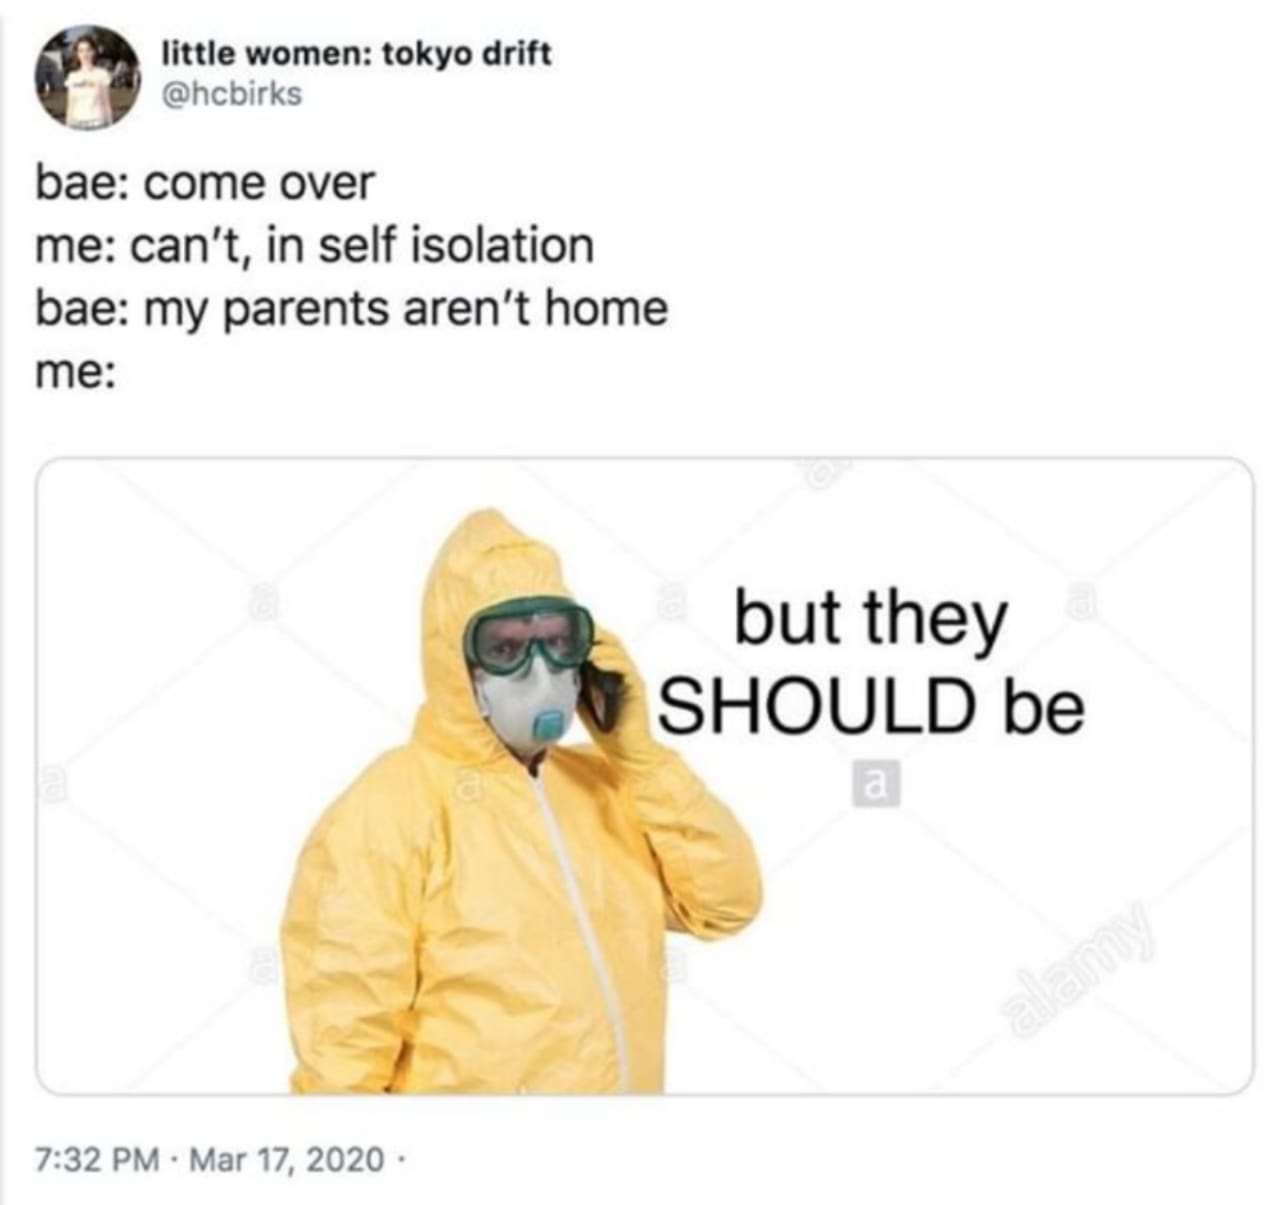 little women: tokyo drift
@hcbirks
bae: come over
me: can't, in self isolation
bae: my parents aren't home
me:
a
a
a
a
but they
SHOULD be
a
a
a
a
a
alamy
7:32 PM · Mar 17, 2020 ·